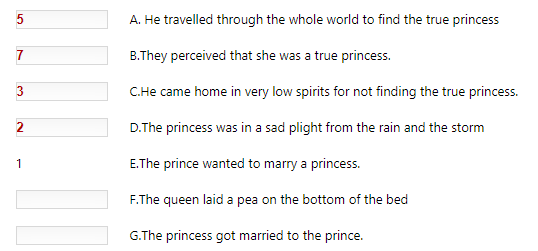 5 A. He travelled through the whole world to find the true princess
7 B.They perceived that she was a true princess.
3 C.He came home in very low spirits for not finding the true princess.
2 D.The princess was in a sad plight from the rain and the storm
1 E.The prince wanted to marry a princess.
F.The queen laid a pea on the bottom of the bed
G.The princess got married to the prince.